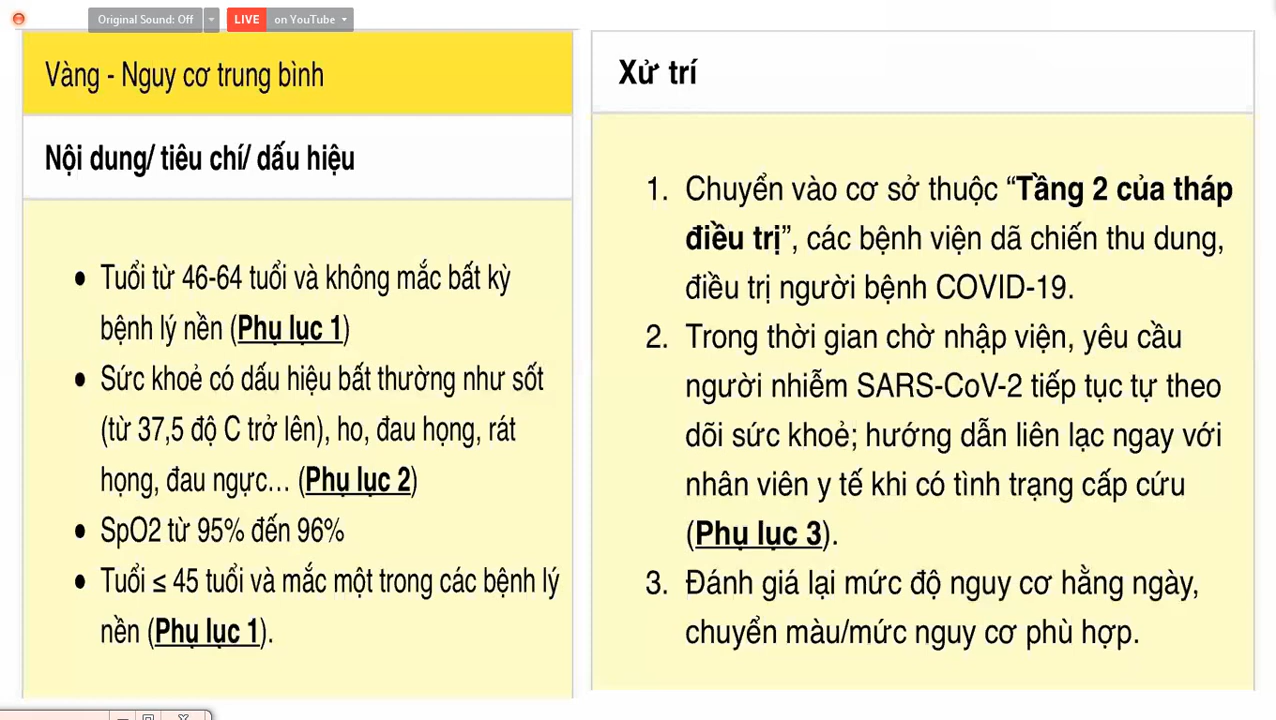 Original Sound: Off
LIVE on YouTube
Vàng - Nguy cơ trung bình
Nội dung/ tiêu chí/ dấu hiệu
• Tuổi từ 46-64 tuổi và không mắc bất kỳ
bệnh lý nền (Phụ lục 1)
• Sức khoẻ có dấu hiệu bất thường như sốt
(từ 37,5 độ C trở lên), ho, đau họng, rát
họng, đau ngực... (Phụ lục 2)
• SpO2 từ 95% đến 96%
• Tuổi ≤ 45 tuổi và mắc một trong các bệnh lý
nền (Phụ lục 1).
Xử trí
1. Chuyển vào cơ sở thuộc “Tầng 2 của tháp
điều trị”, các bệnh viện dã chiến thu dung,
điều trị người bệnh COVID-19.
2. Trong thời gian chờ nhập viện, yêu cầu
người nhiễm SARS-CoV-2 tiếp tục tự theo
dõi sức khoẻ; hướng dẫn liên lạc ngay với
nhân viên y tế khi có tình trạng cấp cứu
(Phụ lục 3).
3. Đánh giá lại mức độ nguy cơ hằng ngày,
chuyển màu/mức nguy cơ phù hợp.